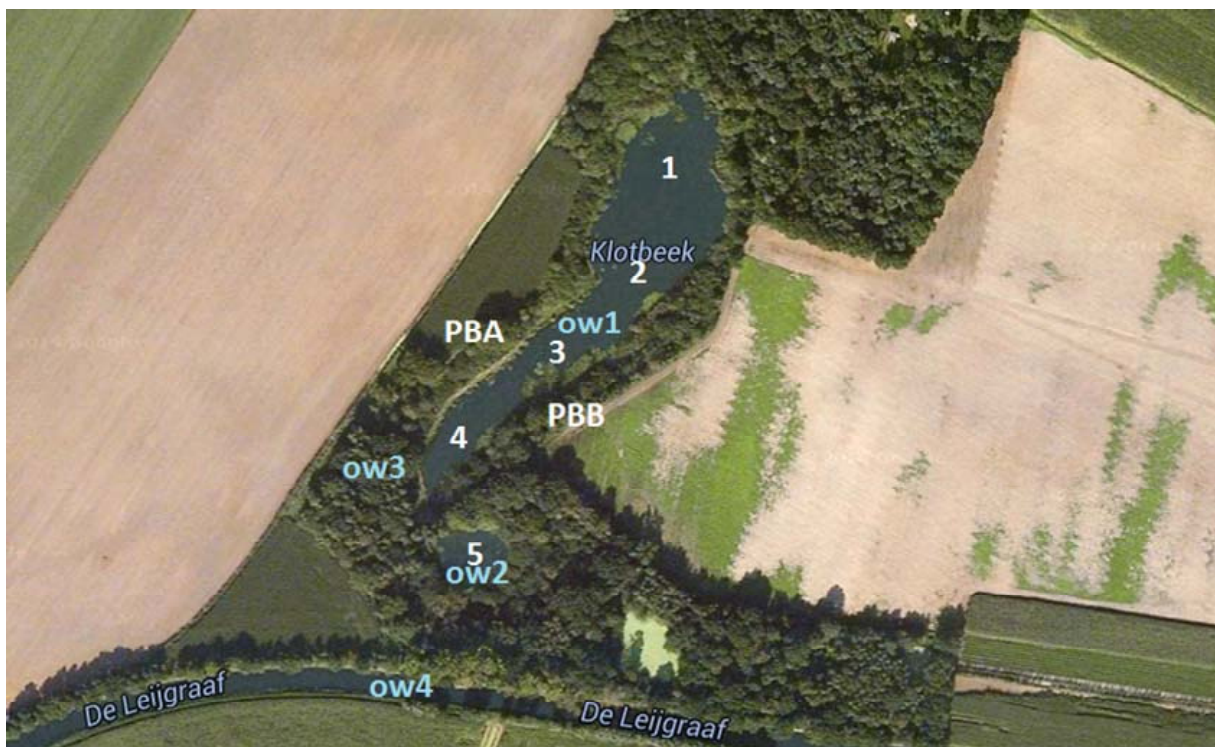 1
Klotbeek
2
ow1
PBA
3
PBB
4
ow3
5
ow2
De Leijgraaf
ow4
De Leijgraaf